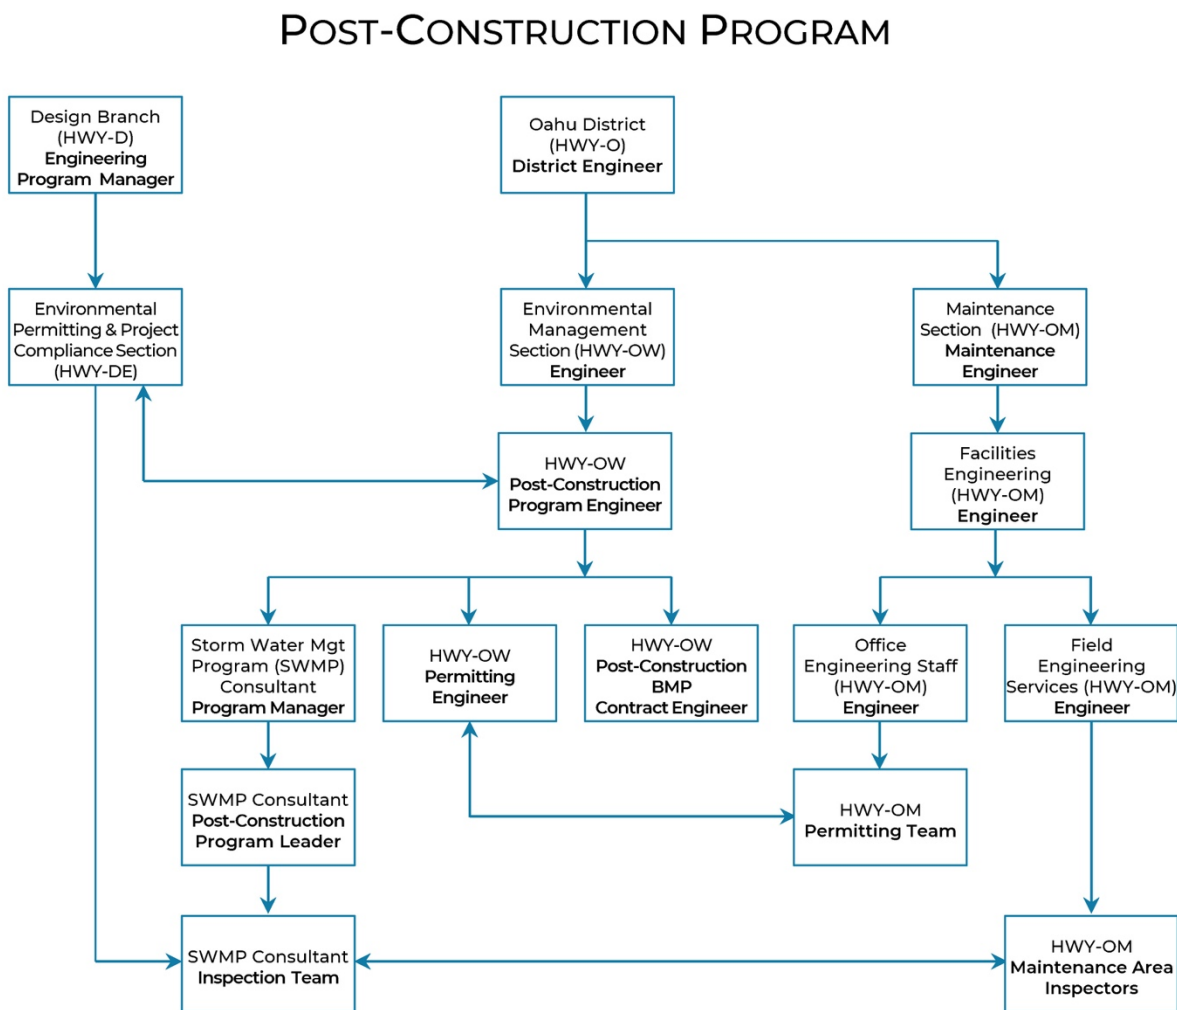 POST-CONSTRUCTION PROGRAM
Design Branch
(HWY-D)
Engineering
Program Manager
Oahu District
(HWY-O)
District Engineer
Environmental
Permitting & Project
Compliance Section
(HWY-DE)
Environmental
Management
Section (HWY-OW)
Engineer
Maintenance
Section (HWY-OM)
Maintenance
Engineer
HWY-OW
Post-Construction
Program Engineer
Facilities
Engineering
(HWY-OM)
Engineer
Storm Water Mgt
Program (SWMP)
Consultant
Program Manager
HWY-OW
Permitting
Engineer
HWY-OW
Post-Construction
BMP
Contract Engineer
Office
Engineering Staff
(HWY-OM)
Engineer
Field
Engineering
Services (HWY-OM)
Engineer
SWMP Consultant
Post-Construction
Program Leader
HWY-OM
Permitting Team
SWMP Consultant
Inspection Team
HWY-OM
Maintenance Area
Inspectors